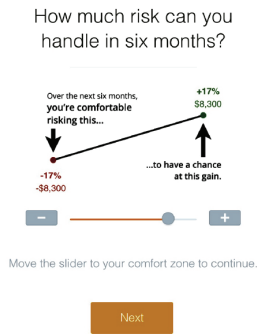 How much risk can you
handle in six months?
+17%
$8,300
Over the next six months,
you're comfortable
risking this...
...to have a chance
at this gain.
-17%
-$8,300
−
+
Move the slider to your comfort zone to continue.
Next